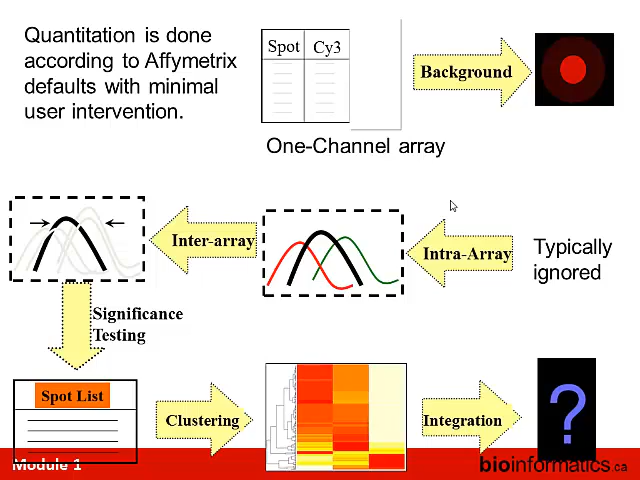 Quantitation is done
according to Affymetrix
defaults with minimal
user intervention.
Spot Cy3
Background
One-Channel array
Inter-array
Intra-Array
Typically
ignored
Significance
Testing
Spot List
Clustering
Integration
?
Module 1
bioinformatics.ca